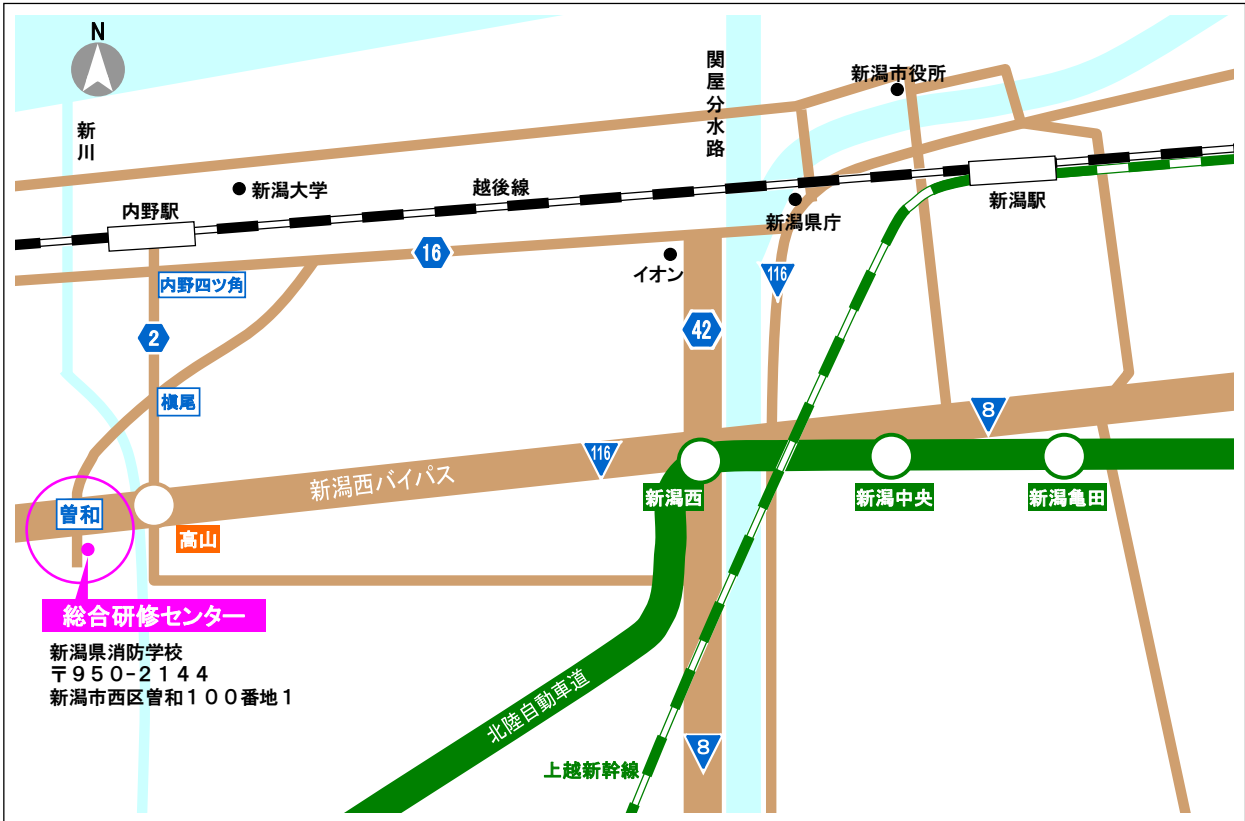 N
新川
関屋分水路
新潟市役所
新潟大学
越後線
内野駅
新潟県庁
新潟駅
16
イオン
116
内野四ツ角
2
42
槇尾
8
116
新潟西バイパス
新潟西
新潟中央
新潟亀田
曽和
高山
総合研修センター
新潟県消防学校
〒950-2144
新潟市西区曽和100番地1
北陸自動車道
8
上越新幹線